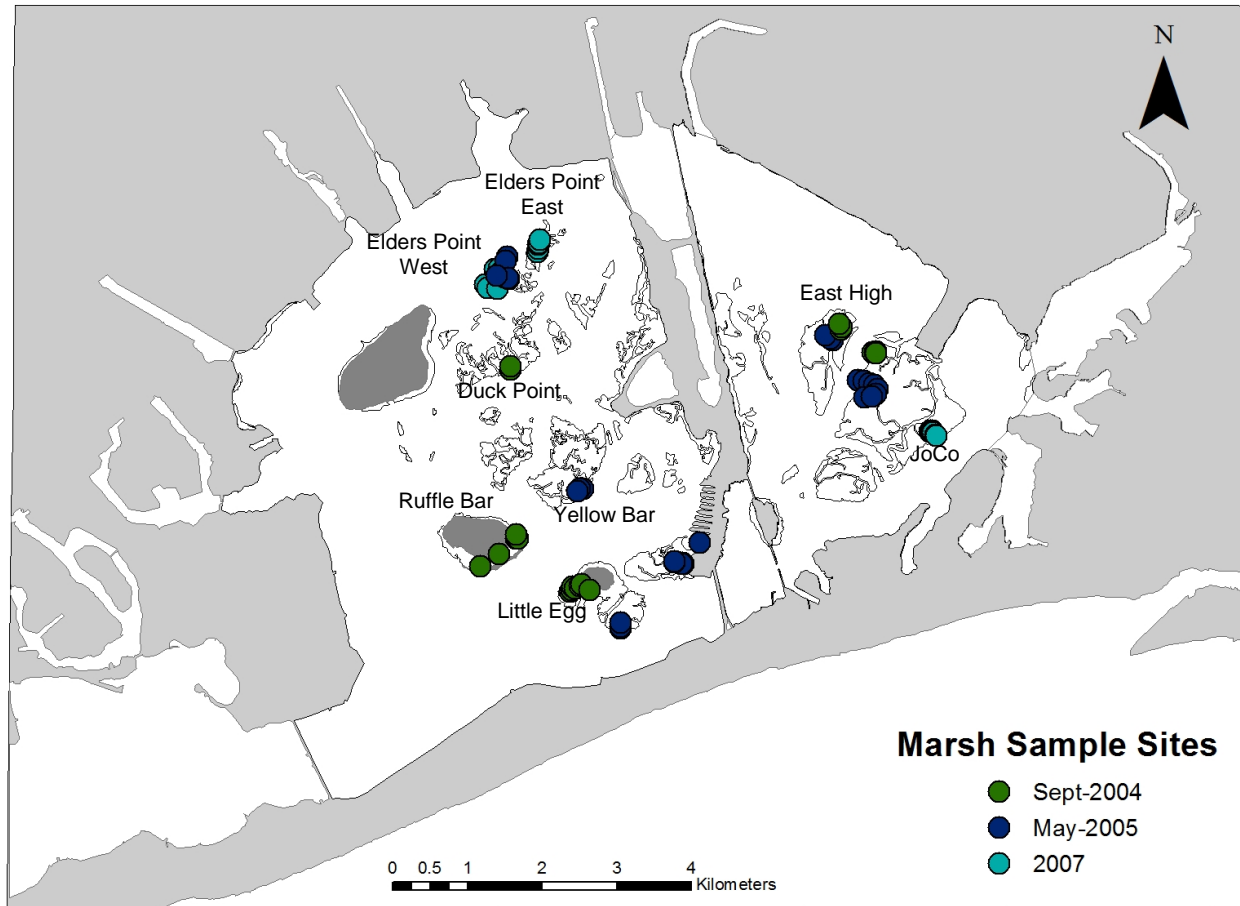 N
Elders Point
East
Elders Point
West
East High
Duck Point
JoCo
Ruffle Bar
Yellow Bar
Little Egg
Marsh Sample Sites
Sept-2004
May-2005
2007
0 0.5 1 2 3 4
Kilometers